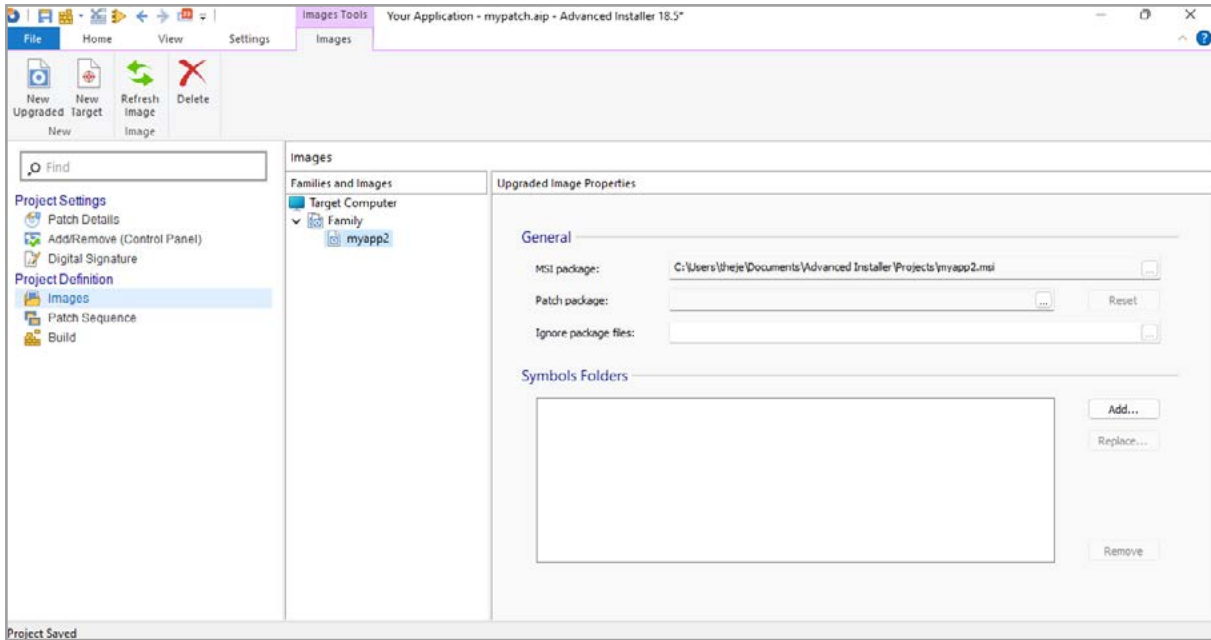 Images Tools
Your Application - mypatch.aip - Advanced Installer 18.5*
File Home View Settings Images
New Upgraded
New Target
Refresh Image
Delete
New
Image
Find
Project Settings
Patch Details
Add/Remove (Control Panel)
Digital Signature
Project Definition
Images
Patch Sequence
Build
Images
Families and Images
Target Computer
Family
myapp2
Upgraded Image Properties
General
MSI package: C:\Users\theje\Documents\Advanced Installer\Projects\myapp2.msi ...
Patch package: ... Reset
Ignore package files: ...
Symbols Folders
Add...
Replace...
Remove
Project Saved